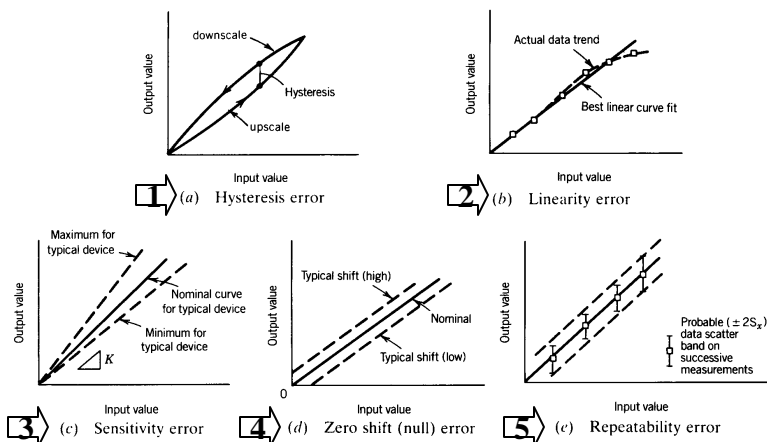 downscale
Hysteresis
upscale
Output value
Input value
1 (a) Hysteresis error
Actual data trend
Best linear curve fit
Output value
Input value
2 (b) Linearity error
Maximum for
typical device
Nominal curve
for typical device
Minimum for
typical device
K
Output value
Input value
3 (c) Sensitivity error
Typical shift (high)
Nominal
Typical shift (low)
Output value
0
Input value
4 (d) Zero shift (null) error
Probable (± 2Sx)
data scatter
band on
successive
measurements
Output value
Input value
5 (e) Repeatability error